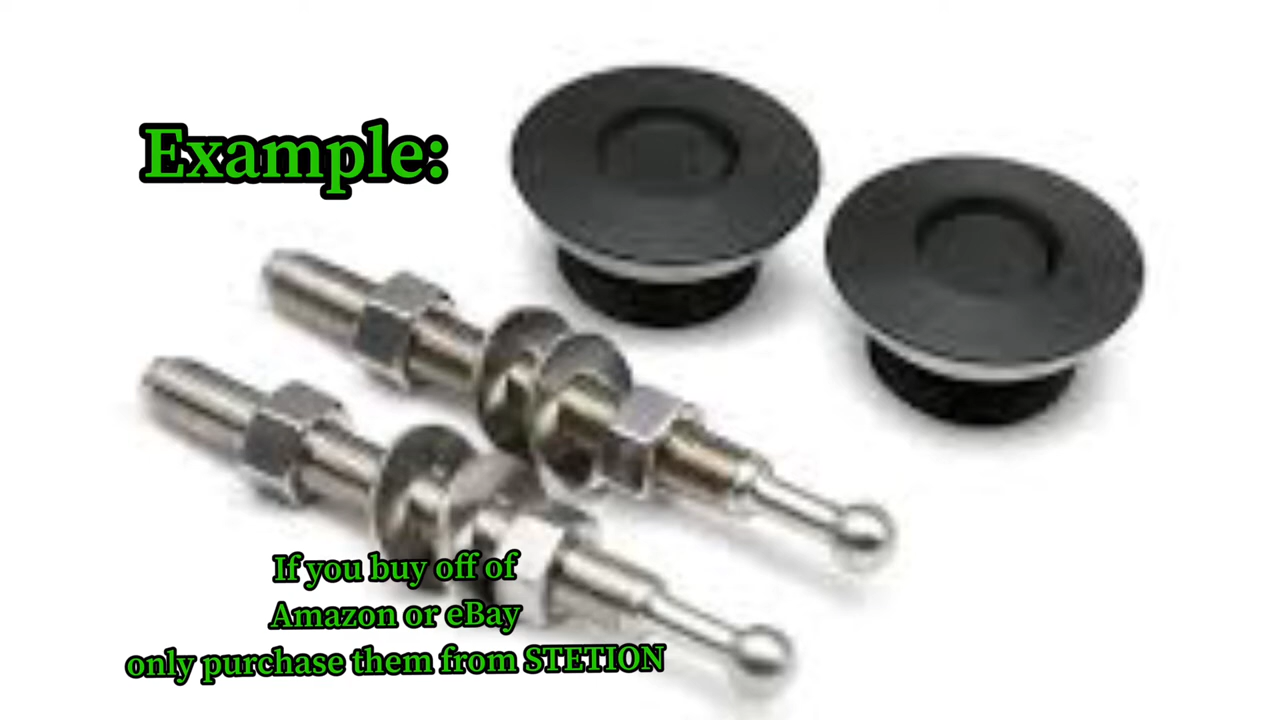 Example:
If you buy off of
Amazon or eBay
only purchase them from STETION